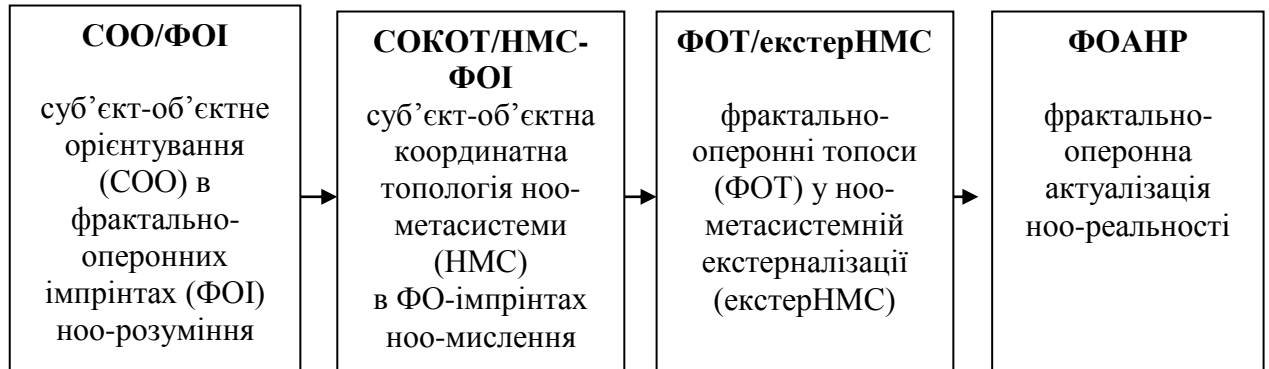 СОО/ФОІ
суб’єкт-об’єктне
орієнтування
(СОО) в
фрактально-
оперонних
імпрінтах (ФОІ)
ноо-розуміння
СОКОТ/НМС-
ФОІ
суб’єкт-об’єктна
координатна
топологія ноо-
метасистеми
(НМС)
в ФО-імпрінтах
ноо-мислення
ФОТ/екстерНМС
фрактально-
оперонні топоси
(ФОТ) у ноо-
метасистемній
екстерналізації
(екстерНМС)
ФОАНР
фрактально-
оперонна
актуалізація
ноо-реальності